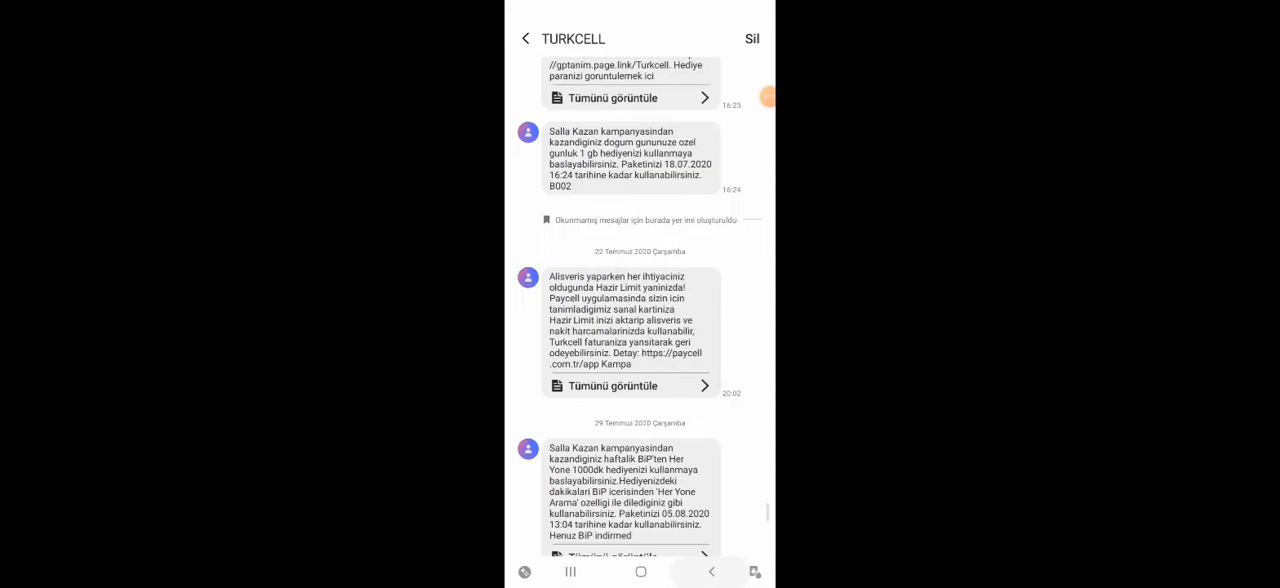 TURKCELL
Sil
//gptanim.page.link/Turkcell. Hediye
paranizi goruntulemek ici
Tümünü görüntüle
16:23
Salla Kazan kampanyasindan
kazandiginiz dogum gununuze ozel
gunluk 1 gb hediyenizi kullanmaya
baslayabilirsiniz. Paketinizi 18.07.2020
16:24 tarihine kadar kullanabilirsiniz.
B002
16:24
Okunmamış mesajlar için burada yer imi oluşturuldu
22 Temmuz 2020 Çarşamba
Alisveris yaparken her ihtiyaciniz
oldugunda Hazir Limit yaninizda!
Paycell uygulamasinda sizin icin
tanimladigimiz sanal kartiniza
Hazir Limit inizi aktarip alisveris ve
nakit harcamalarinizda kullanabilir,
Turkcell faturaniza yansitarak geri
odeyebilirsiniz. Detay: https://paycell
.com.tr/app Kampa
Tümünü görüntüle
20:02
29 Temmuz 2020 Çarşamba
Salla Kazan kampanyasindan
kazandiginiz haftalik BiP'ten Her
Yone 1000dk hediyenizi kullanmaya
baslayabilirsiniz.Hediyenizdeki
dakikalari BiP icerisinden 'Her Yone
Arama' ozelligi ile dilediginiz gibi
kullanabilirsiniz. Paketinizi 05.08.2020
13:04 tarihine kadar kullanabilirsiniz.
Henuz BiP indirmed
Tümünü görüntüle